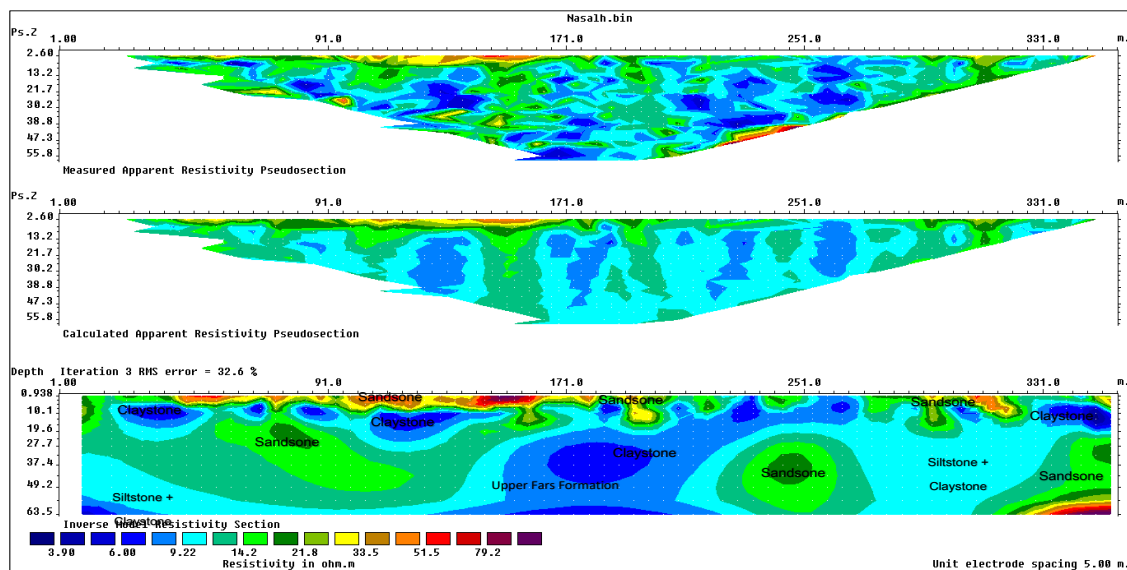 Nasalh.bin
Ps.Z 1.00 91.0 171.0 251.0 331.0 m.
2.60
13.2
21.7
30.2
38.8
47.3
55.8
Measured Apparent Resistivity Pseudosection
Ps.Z 1.00 91.0 171.0 251.0 331.0 m.
2.60
13.2
21.7
30.2
38.8
47.3
55.8
Calculated Apparent Resistivity Pseudosection
Depth Iteration 3 RMS error = 32.6 %
1.00 91.0 171.0 251.0 331.0 m.
0.938 Sandsone Sandsone Sandsone
10.1 Claystone Claystone Claystone
19.6
27.7 Sandsone Claystone
37.4 Sandsone Siltstone + Sandsone
49.2 Upper Fars Formation Claystone
Siltstone +
63.5
Claystone
Inverse Model Resistivity Section
3.90 6.00 9.22 14.2 21.8 33.5 51.5 79.2
Resistivity in ohm.m Unit electrode spacing 5.00 m.